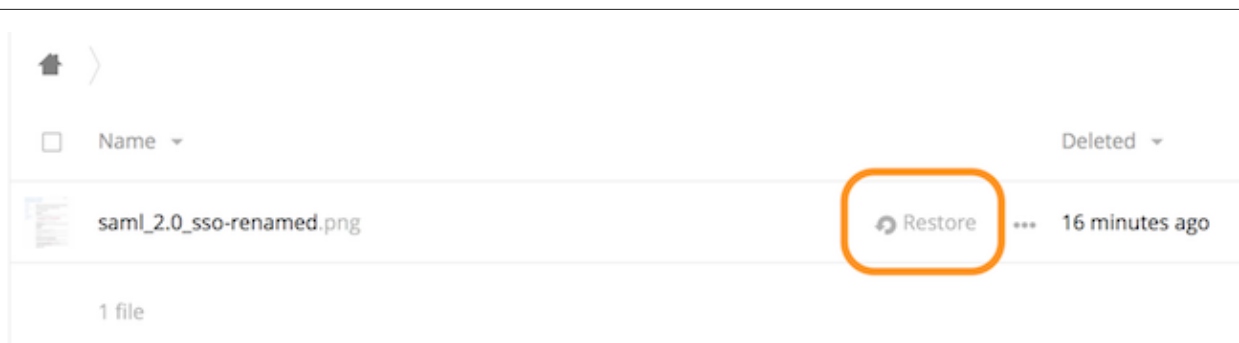 Name Deleted
saml_2.0_sso-renamed.png Restore ••• 16 minutes ago
1 file